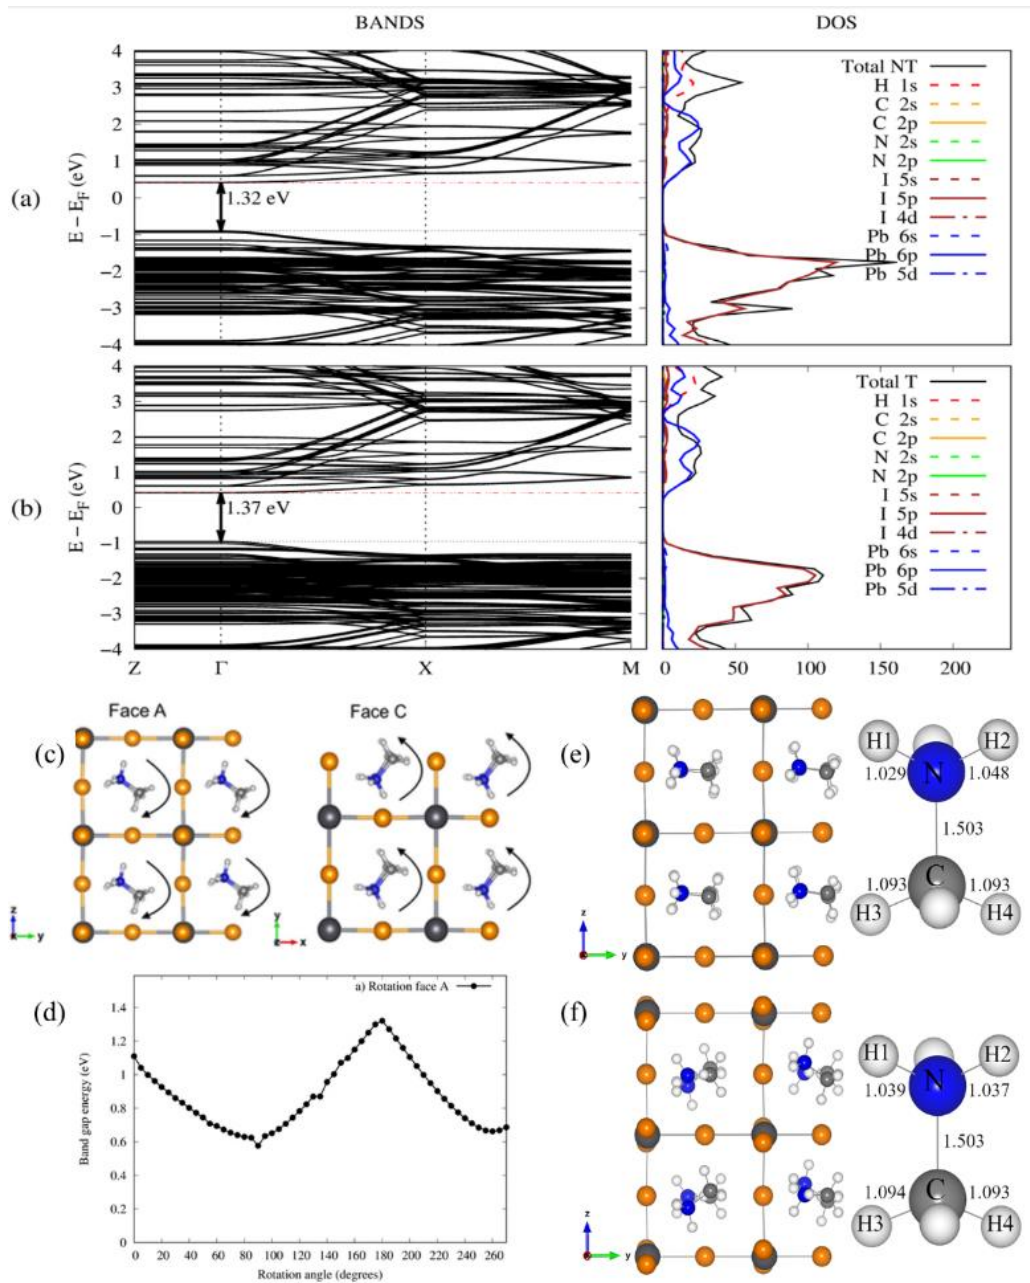 BANDS
DOS
(a)
E − E_F (eV)
4
3
2
1
0
−1
−2
−3
−4
1.32 eV
Total NT
H 1s
C 2s
C 2p
N 2s
N 2p
I 5s
I 5p
I 4d
Pb 6s
Pb 6p
Pb 5d
(b)
E − E_F (eV)
4
3
2
1
0
−1
−2
−3
−4
1.37 eV
Z Γ X M
Total T
H 1s
C 2s
C 2p
N 2s
N 2p
I 5s
I 5p
I 4d
Pb 6s
Pb 6p
Pb 5d
0 50 100 150 200
(c)
Face A
Face C
z
x y
y
z x
(d)
a) Rotation face A
Band gap energy (eV)
1.4
1.2
1
0.8
0.6
0.4
0.2
0
0 20 40 60 80 100 120 140 160 180 200 220 240 260
Rotation angle (degrees)
(e)
z
y
H1 H2
N
1.029 1.048
1.503
1.093 C 1.093
H3 H4
(f)
z
y
H1 H2
N
1.039 1.037
1.503
1.094 C 1.093
H3 H4